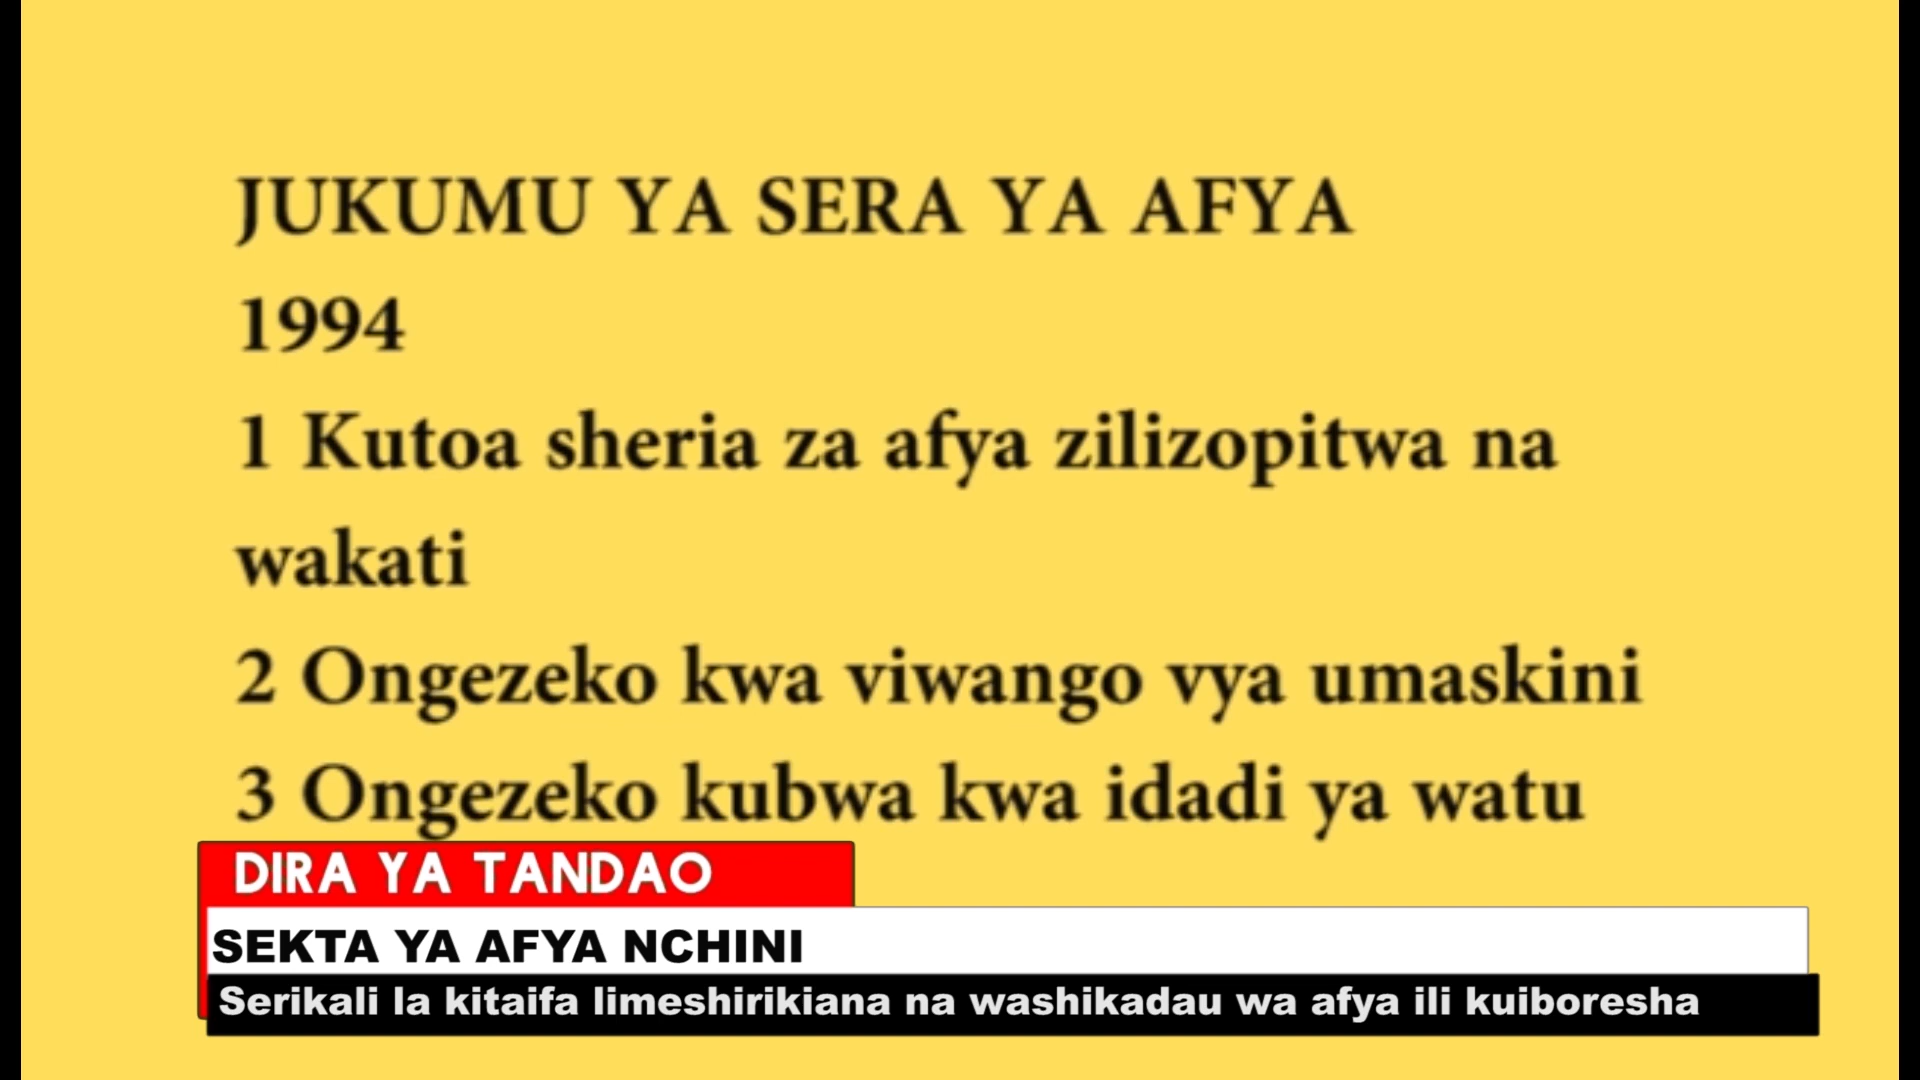 JUKUMU YA SERA YA AFYA
1994
1 Kutoa sheria za afya zilizopitwa na
wakati
2 Ongezeko kwa viwango vya umaskini
3 Ongezeko kubwa kwa idadi ya watu
DIRA YA TANDAO
SEKTA YA AFYA NCHINI
Serikali la kitaifa limeshirikiana na washikadau wa afya ili kuiboresha